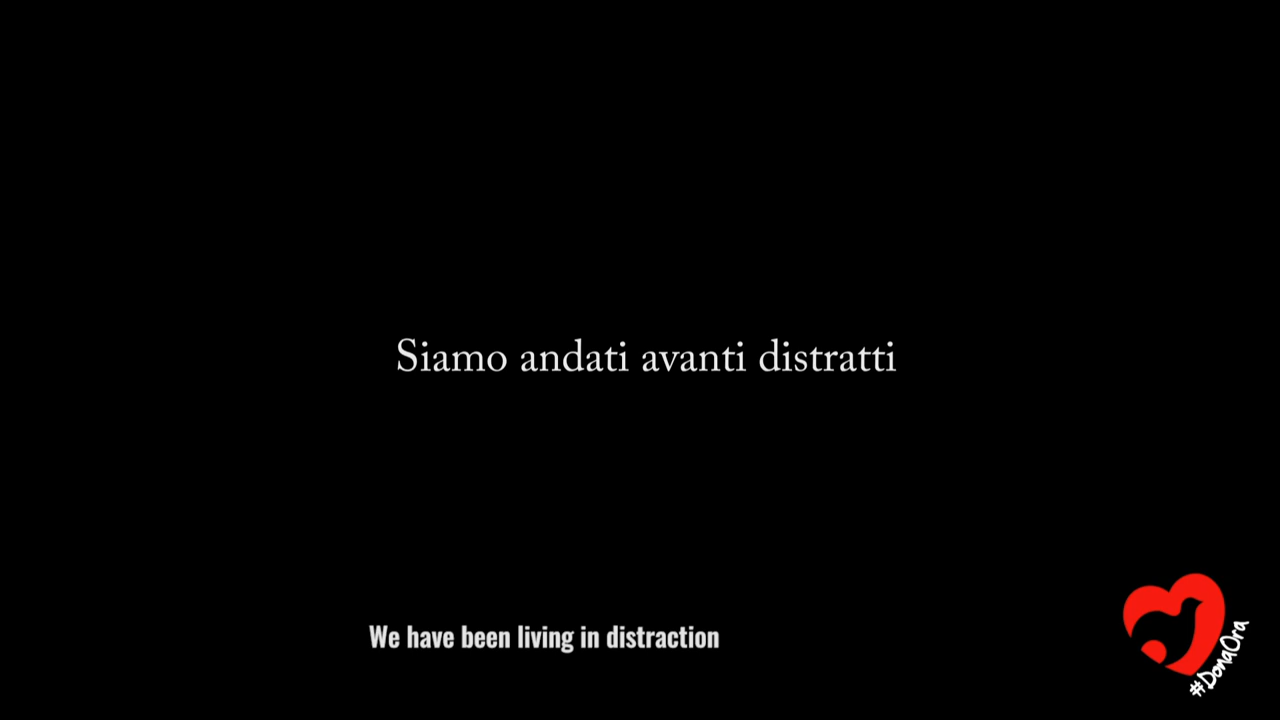 Siamo andati avanti distratti
We have been living in distraction
#DonaOra